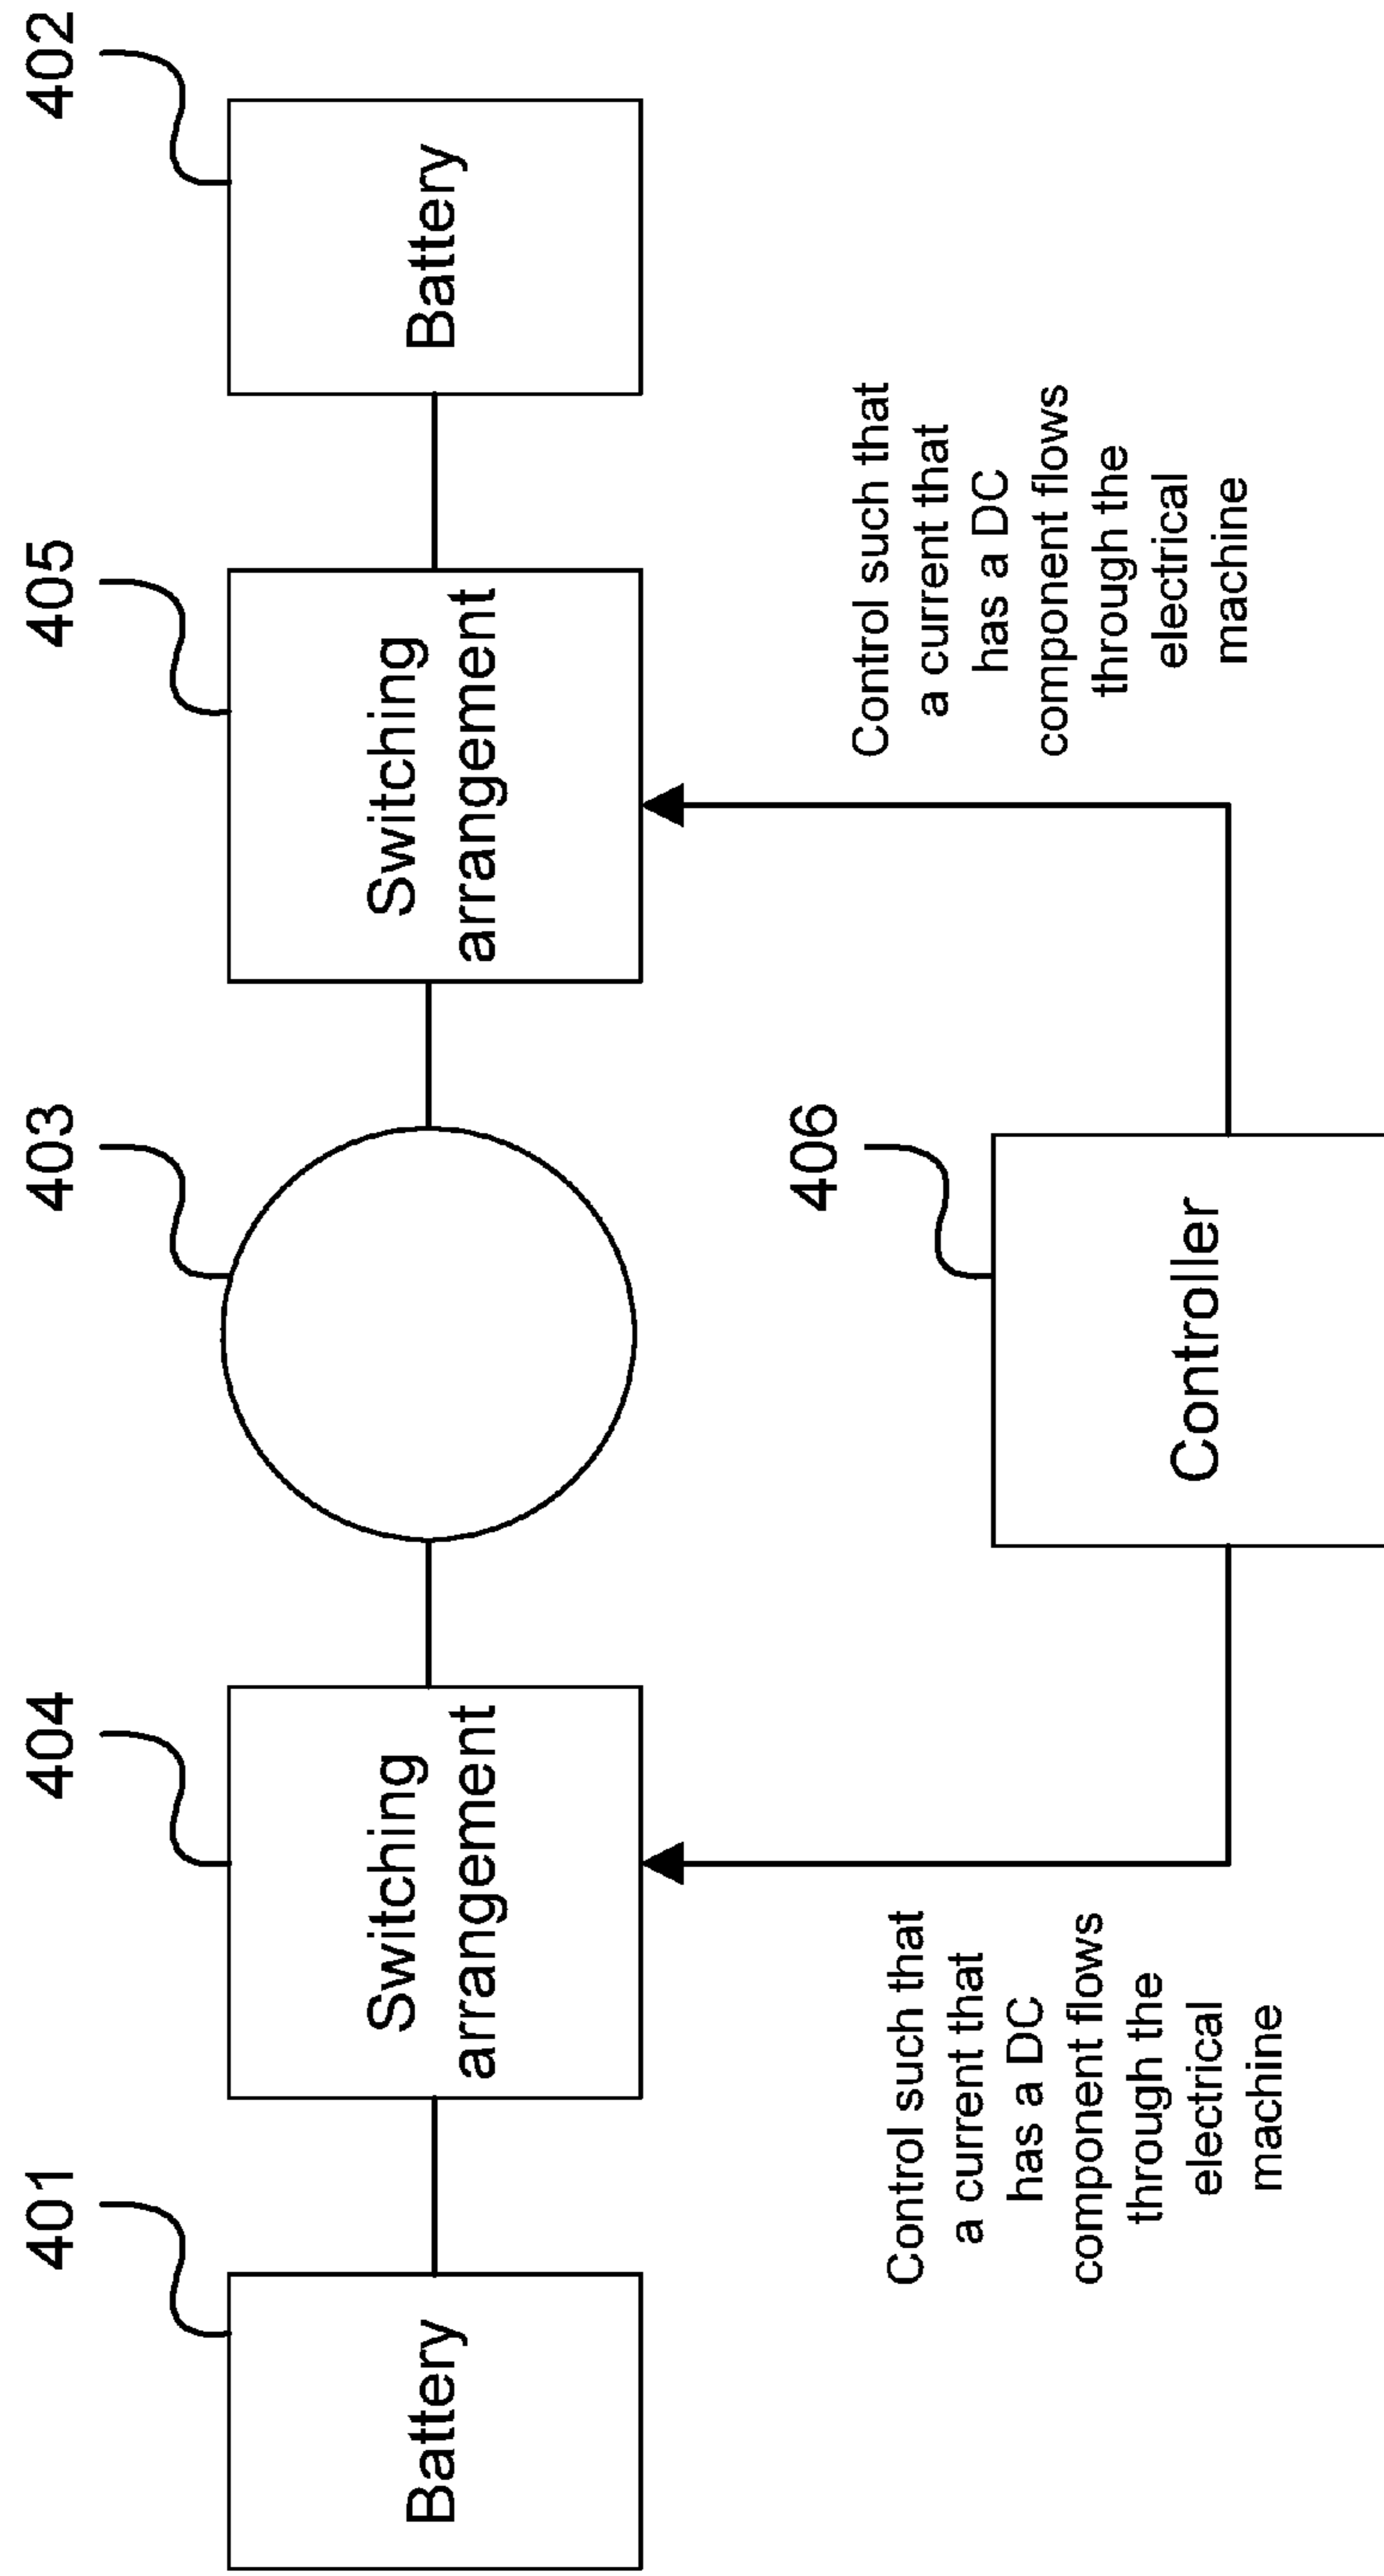 401
404
403
405
402
Battery
Switching
arrangement
Switching
arrangement
Battery
406
Control such that
a current that
has a DC
component flows
through the
electrical
machine
Controller
Control such that
a current that
has a DC
component flows
through the
electrical
machine